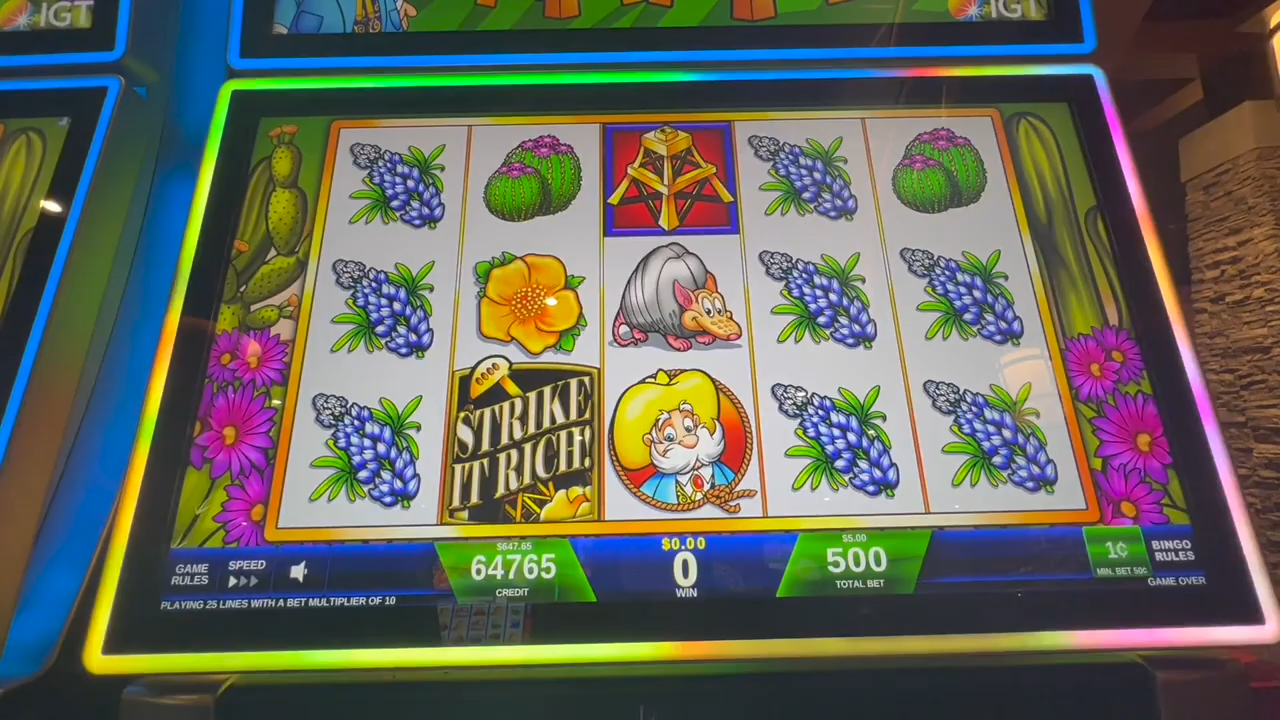 IGT
IGT
STRIKE
IT RICH!
GAME
RULES
SPEED
$647.65
64765
CREDIT
$0.00
0
WIN
$5.00
500
TOTAL BET
1¢
MIN. BET 50¢
BINGO
RULES
GAME OVER
PLAYING 25 LINES WITH A BET MULTIPLIER OF 10